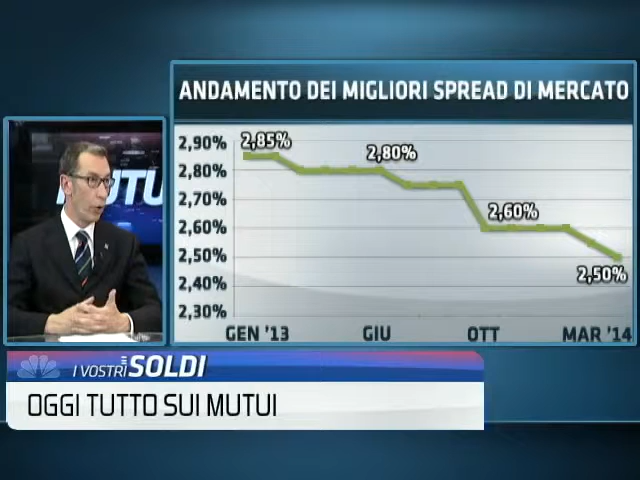 ANDAMENTO DEI MIGLIORI SPREAD DI MERCATO
2,90%
2,80%
2,70%
2,60%
2,50%
2,40%
2,30%
2,85%
2,80%
2,60%
2,50%
GEN '13
GIU
OTT
MAR '14
MUTU
I VOSTRI SOLDI
OGGI TUTTO SUI MUTUI